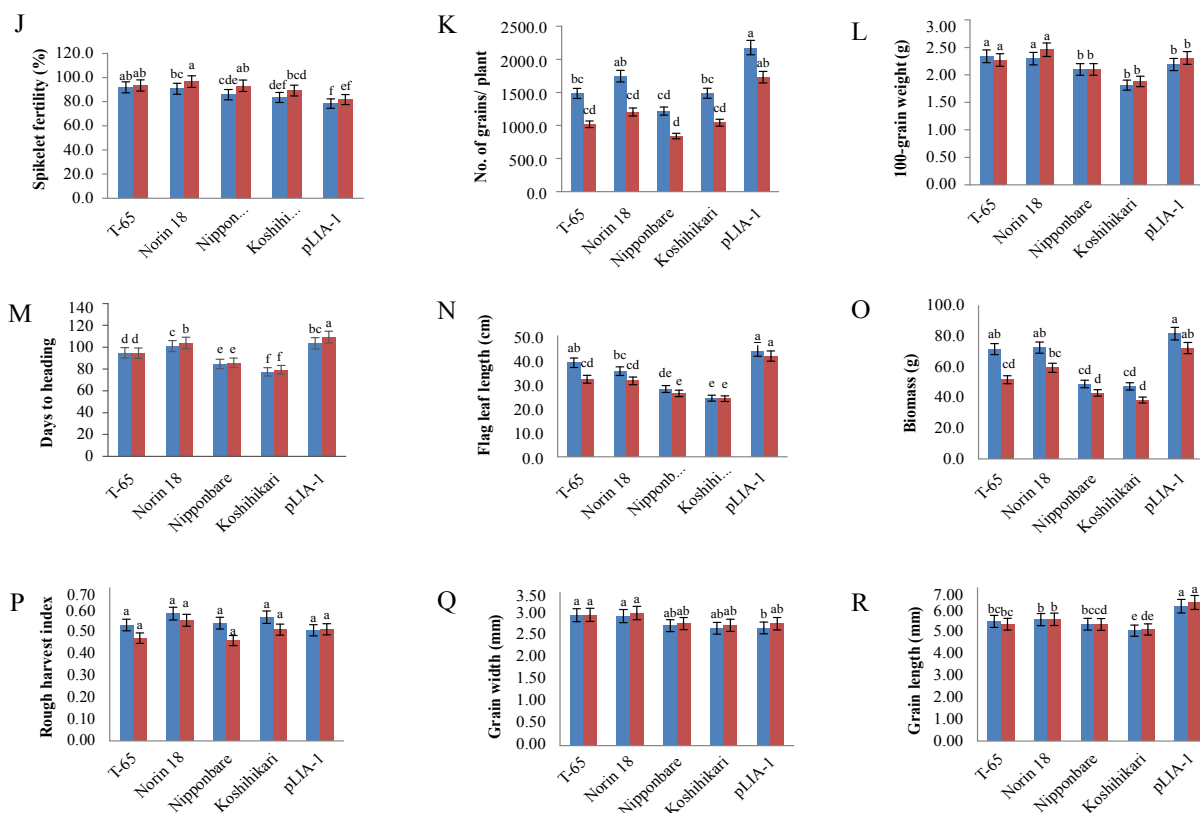 J
Spikelet fertility (%)
120.0
100.0
80.0
60.0
40.0
20.0
0.0
ab ab
bc a
cde ab
def bcd
f ef
T-65
Norin 18
Nippon...
Koshihi...
pLIA-1
K
No. of grains/ plant
2500.0
2000.0
1500.0
1000.0
500.0
0.0
bc cd
ab cd
cd d
bc cd
a ab
T-65
Norin 18
Nipponbare
Koshihikari
pLIA-1
L
100-grain weight (g)
3.00
2.50
2.00
1.50
1.00
0.50
0.00
a a
a a
b b
b b
b b
T-65
Norin 18
Nipponbare
Koshihikari
pLIA-1
M
Days to heading
140
120
100
80
60
40
20
0
d d
c b
e e
f f
bc a
T-65
Norin 18
Nipponbare
Koshihikari
pLIA-1
N
Flag leaf length (cm)
50.0
40.0
30.0
20.0
10.0
0.0
ab cd
bc cd
de e
e e
a a
T-65
Norin 18
Nipponb...
Koshihi...
pLIA-1
O
Biomass (g)
100.0
80.0
60.0
40.0
20.0
0.0
ab cd
ab bc
cd d
cd d
a ab
T-65
Norin 18
Nipponbare
Koshihikari
pLIA-1
P
Rough harvest index
0.70
0.60
0.50
0.40
0.30
0.20
0.10
0.00
a a
a a
a a
a a
a a
T-65
Norin 18
Nipponbare
Koshihikari
pLIA-1
Q
Grain width (mm)
3.50
3.00
2.50
2.00
1.50
1.00
0.50
0.00
a a
a a
ab ab
ab ab
b ab
T-65
Norin 18
Nipponbare
Koshihikari
pLIA-1
R
Grain length (mm)
7.00
6.00
5.00
4.00
3.00
2.00
1.00
0.00
bc bc
b b
bccd
e de
a a
T-65
Norin 18
Nipponbare
Koshihikari
pLIA-1